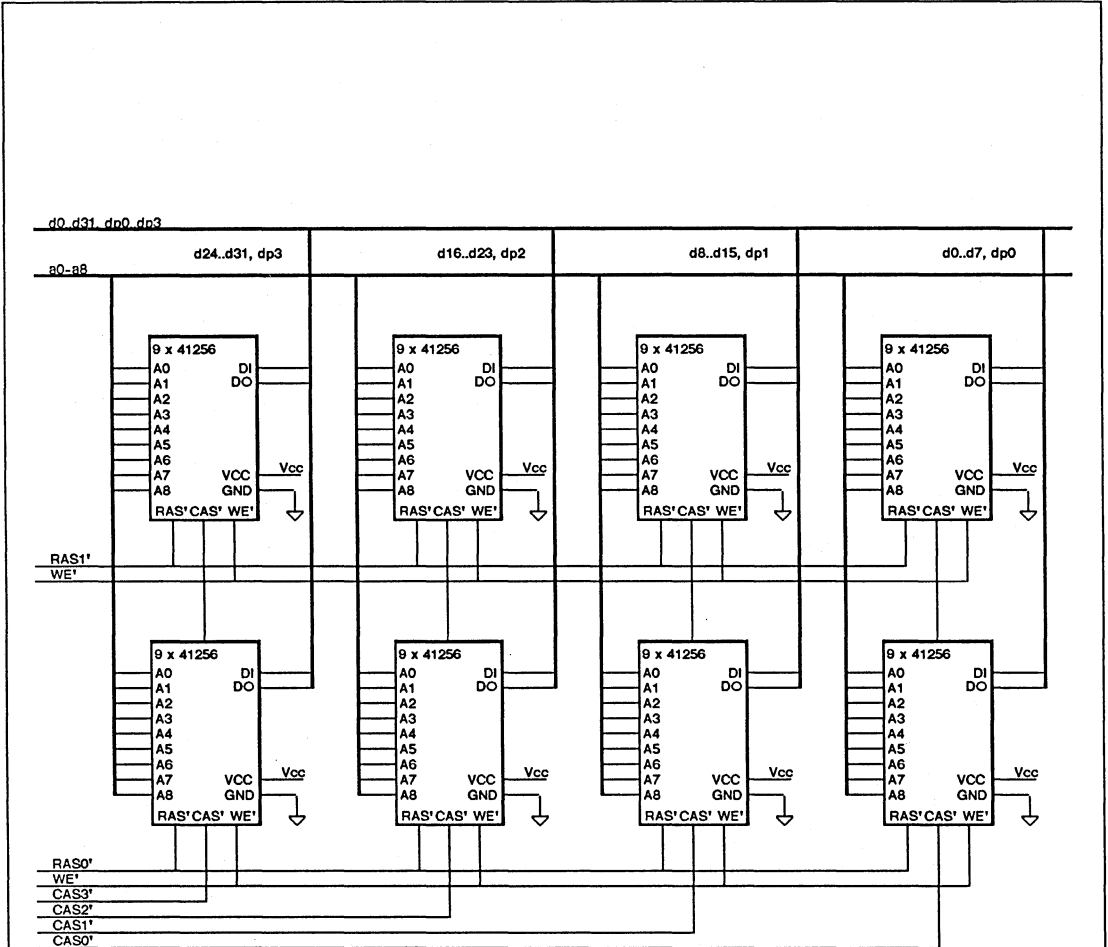 d0..d31, dp0..dp3
d24..d31, dp3 d16..d23, dp2 d8..d15, dp1 d0..d7, dp0
a0-a8
9 x 41256 9 x 41256 9 x 41256 9 x 41256
A0 DI A0 DI A0 DI A0 DI
A1 DO A1 DO A1 DO A1 DO
A2 A2 A2 A2
A3 A3 A3 A3
A4 A4 A4 A4
A5 A5 A5 A5
A6 A6 A6 A6
A7 VCC Vcc A7 VCC Vcc A7 VCC Vcc A7 VCC Vcc
A8 GND A8 GND A8 GND A8 GND
RAS' CAS' WE' RAS' CAS' WE' RAS' CAS' WE' RAS' CAS' WE'
RAS1'
WE'
9 x 41256 9 x 41256 9 x 41256 9 x 41256
A0 DI A0 DI A0 DI A0 DI
A1 DO A1 DO A1 DO A1 DO
A2 A2 A2 A2
A3 A3 A3 A3
A4 A4 A4 A4
A5 A5 A5 A5
A6 A6 A6 A6
A7 VCC Vcc A7 VCC Vcc A7 VCC Vcc A7 VCC Vcc
A8 GND A8 GND A8 GND A8 GND
RAS' CAS' WE' RAS' CAS' WE' RAS' CAS' WE' RAS' CAS' WE'
RAS0'
WE'
CAS3'
CAS2'
CAS1'
CAS0'